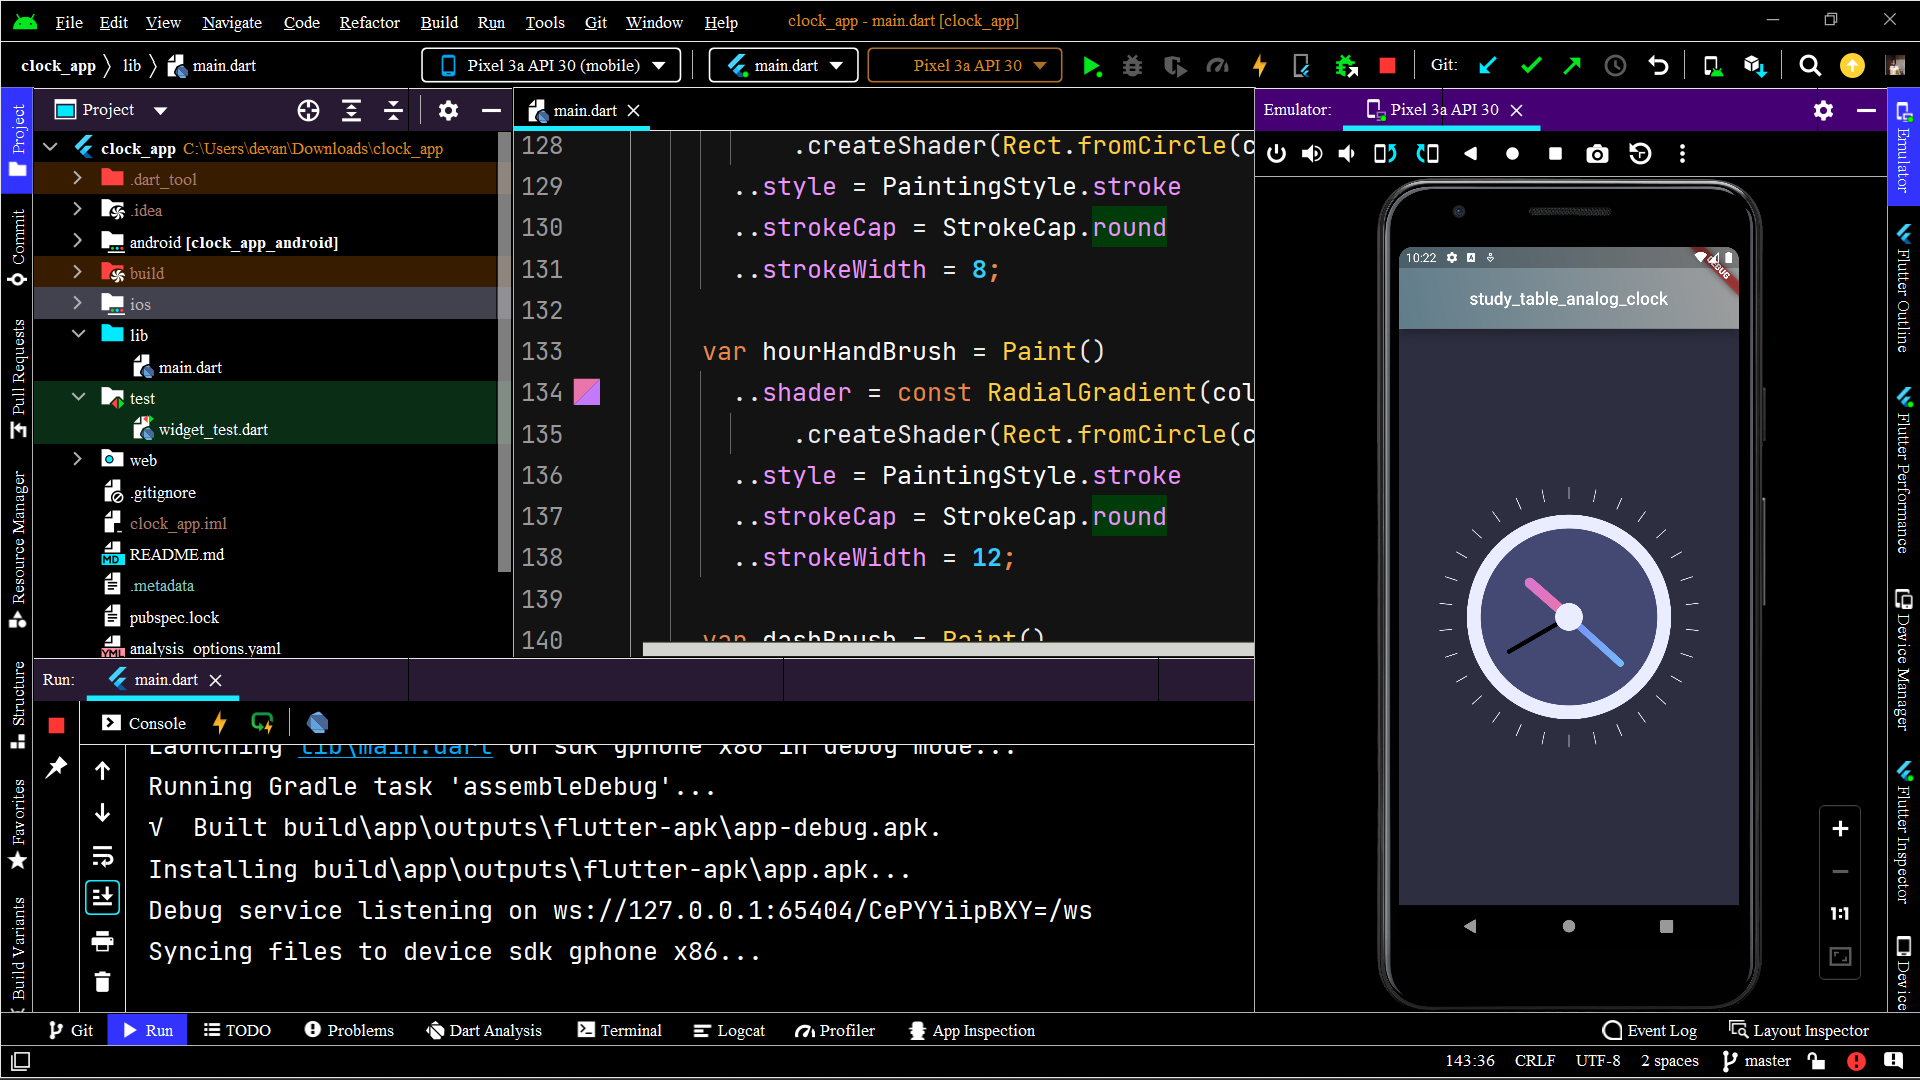 File Edit View Navigate Code Refactor Build Run Tools Git Window Help clock_app - main.dart [clock_app]
clock_app lib main.dart Pixel 3a API 30 (mobile) main.dart Pixel 3a API 30 Git:
Project
Commit
Pull Requests
Resource Manager
Structure
Favorites
Build Variants
Project
clock_app C:\Users\devan\Downloads\clock_app
.dart_tool
.idea
android [clock_app_android]
build
ios
lib
main.dart
test
widget_test.dart
web
.gitignore
clock_app.iml
README.md
.metadata
pubspec.lock
analysis_options.yaml
main.dart
128 .createShader(Rect.fromCircle(c
129 ..style = PaintingStyle.stroke
130 ..strokeCap = StrokeCap.round
131 ..strokeWidth = 8;
132
133 var hourHandBrush = Paint()
134 ..shader = const RadialGradient(col
135 .createShader(Rect.fromCircle(c
136 ..style = PaintingStyle.stroke
137 ..strokeCap = StrokeCap.round
138 ..strokeWidth = 12;
139
140 var dashBrush = Paint()
Emulator: Pixel 3a API 30
10:22
DEBUG
study_table_analog_clock
1:1
Emulator
Flutter Outline
Flutter Performance
Device Manager
Flutter Inspector
Device
Run: main.dart
Console
Launching lib\main.dart on sdk gphone x86 in debug mode...
Running Gradle task 'assembleDebug'...
√ Built build\app\outputs\flutter-apk\app-debug.apk.
Installing build\app\outputs\flutter-apk\app.apk...
Debug service listening on ws://127.0.0.1:65404/CePYYiipBXY=/ws
Syncing files to device sdk gphone x86...
Git Run TODO Problems Dart Analysis Terminal Logcat Profiler App Inspection Event Log Layout Inspector
143:36 CRLF UTF-8 2 spaces master